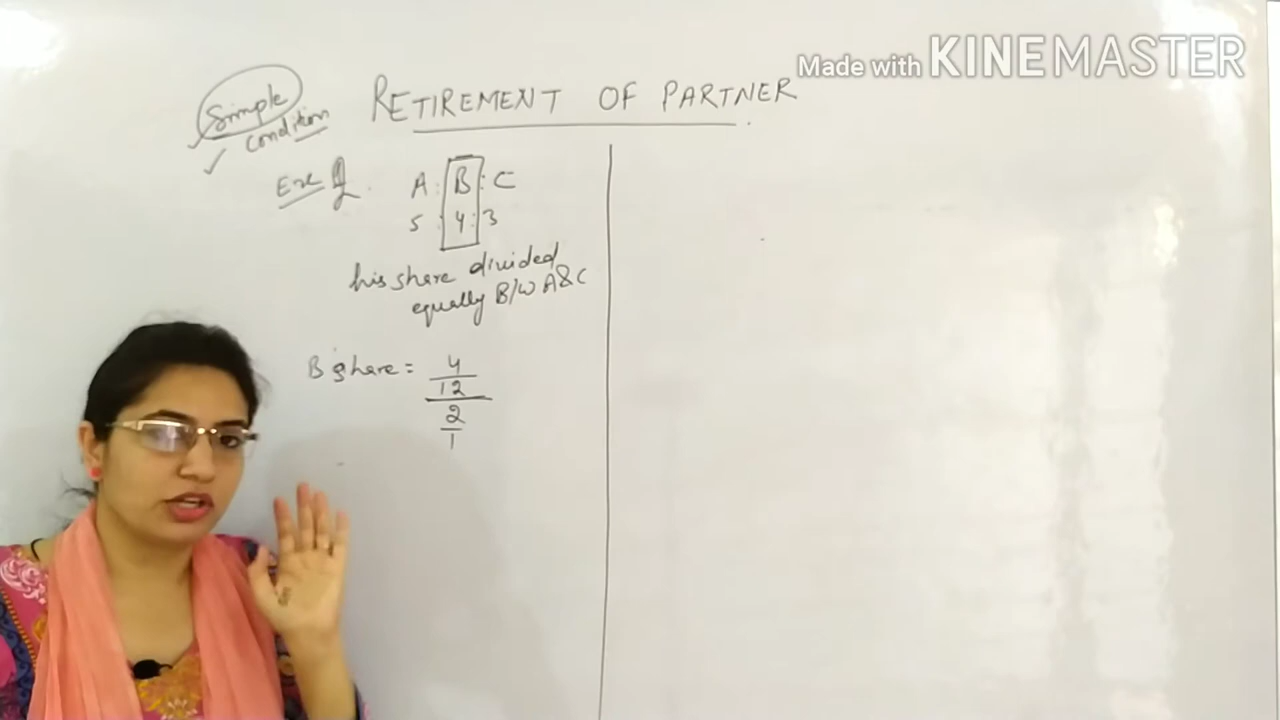 Made with KINEMASTER
Simple
condition
RETIREMENT OF PARTNER
A : B : C
5 : 4 : 3
his share divided
equally B/W A&C
B's share = 4
12
2
1